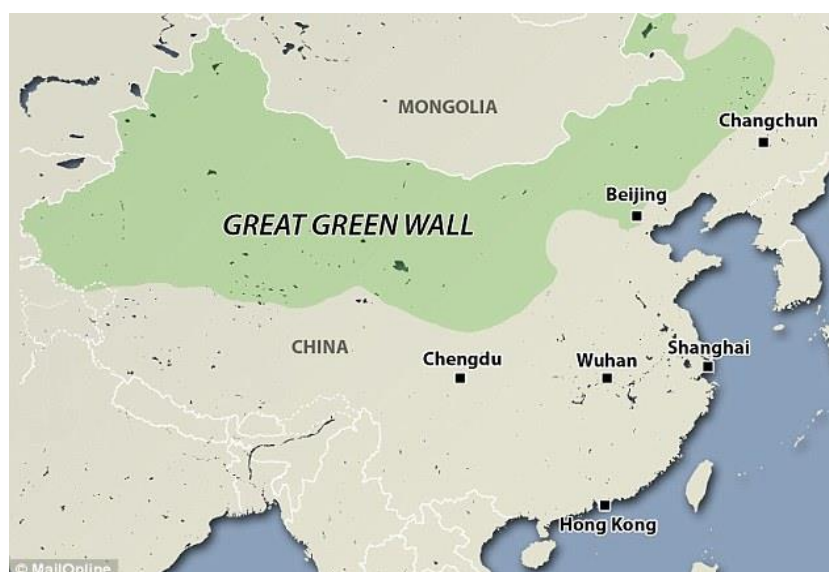 MONGOLIA
Changchun
Beijing
GREAT GREEN WALL
CHINA
Chengdu
Wuhan
Shanghai
Hong Kong
© MailOnline